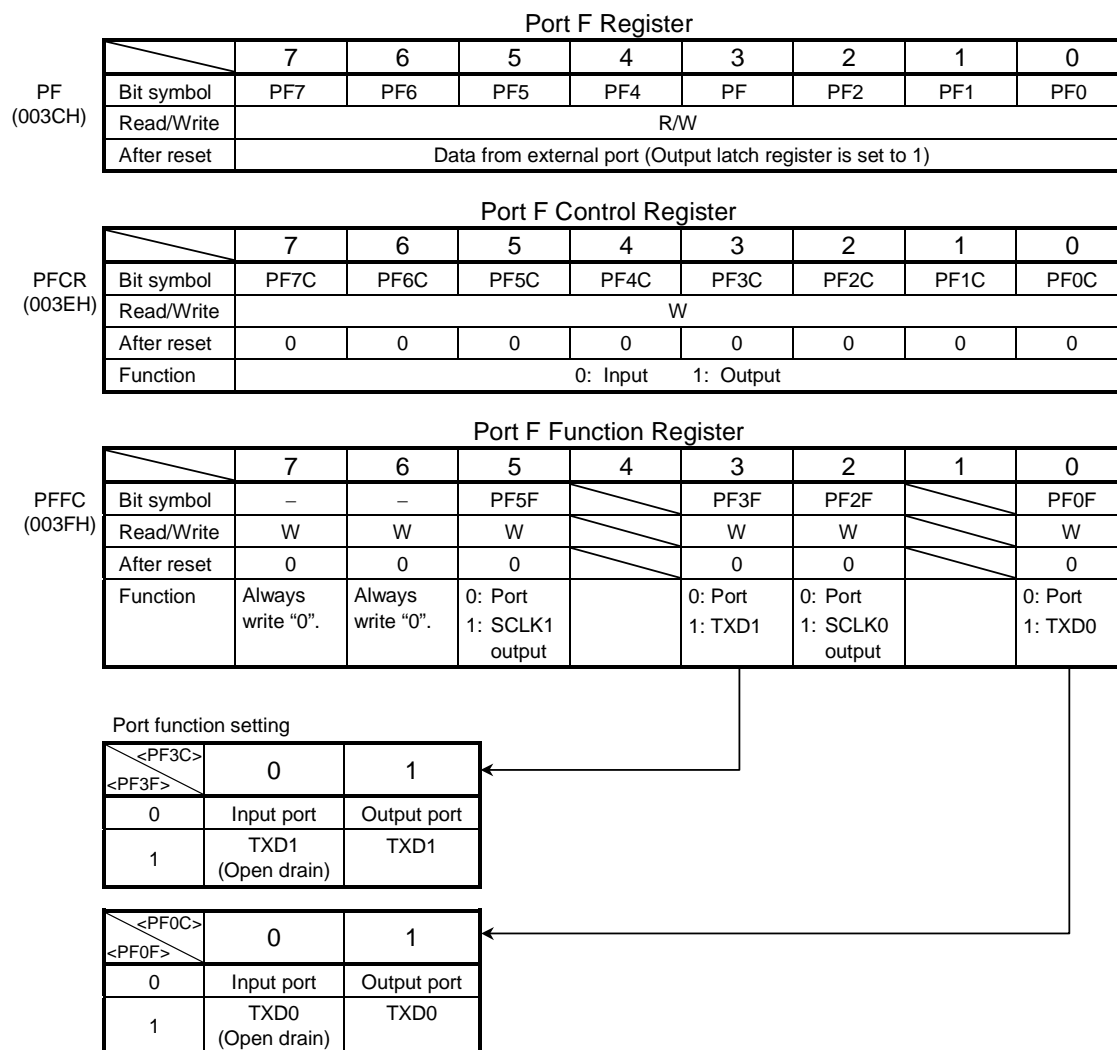 Port F Register
7 6 5 4 3 2 1 0
PF
(003CH)
Bit symbol PF7 PF6 PF5 PF4 PF PF2 PF1 PF0
Read/Write R/W
After reset Data from external port (Output latch register is set to 1)
Port F Control Register
7 6 5 4 3 2 1 0
PFCR
(003EH)
Bit symbol PF7C PF6C PF5C PF4C PF3C PF2C PF1C PF0C
Read/Write W
After reset 0 0 0 0 0 0 0 0
Function 0: Input 1: Output
Port F Function Register
7 6 5 4 3 2 1 0
PFFC
(003FH)
Bit symbol – – PF5F PF3F PF2F PF0F
Read/Write W W W W W W
After reset 0 0 0 0 0 0
Function Always Always 0: Port 0: Port 0: Port 0: Port
write “0”. write “0”. 1: SCLK1 1: TXD1 1: SCLK0 1: TXD0
output output
Port function setting
<PF3C>
<PF3F>
0 1
0 Input port Output port
1 TXD1 TXD1
(Open drain)
<PF0C>
<PF0F>
0 1
0 Input port Output port
1 TXD0 TXD0
(Open drain)